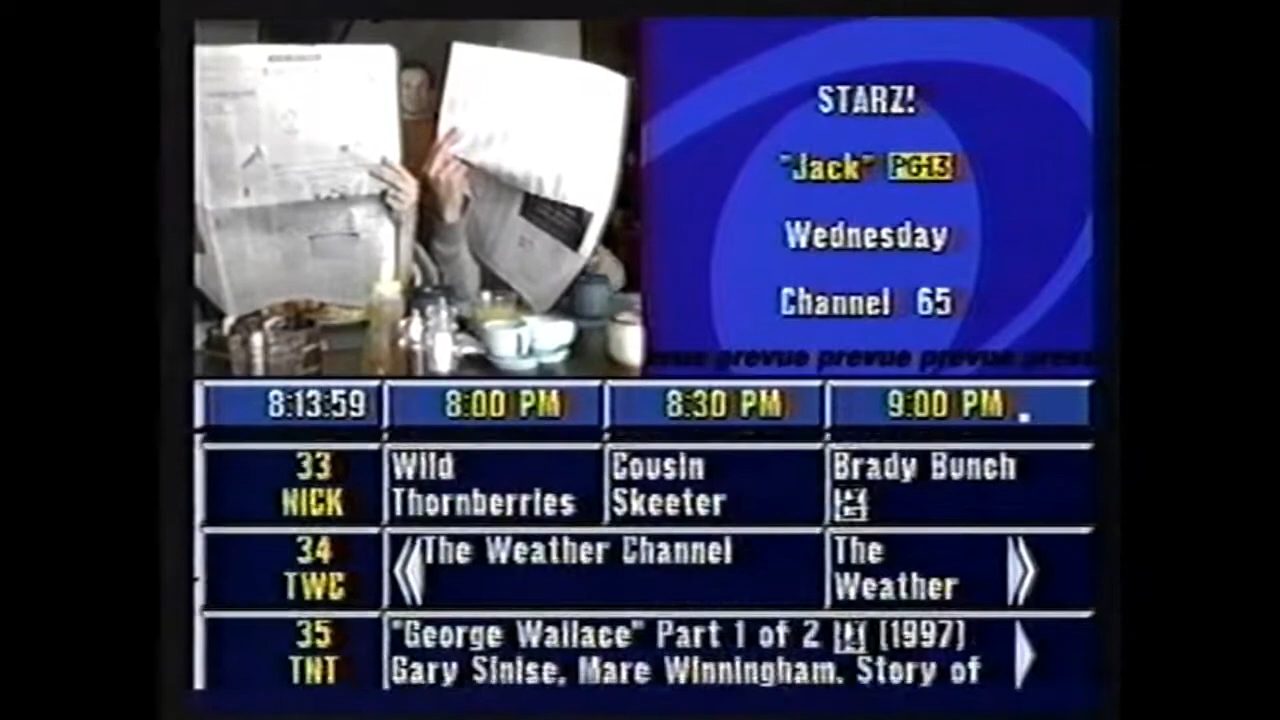 STARZ!
"Jack" PG-13
Wednesday
Channel 65
prevue prevue prevue
8:13:59 8:00 PM 8:30 PM 9:00 PM
33 NICK
Wild Thornberries
Cousin Skeeter
Brady Bunch
34 TWC
The Weather Channel
The Weather
35 TNT
"George Wallace" Part 1 of 2 (1997)
Gary Sinise, Mare Winningham. Story of